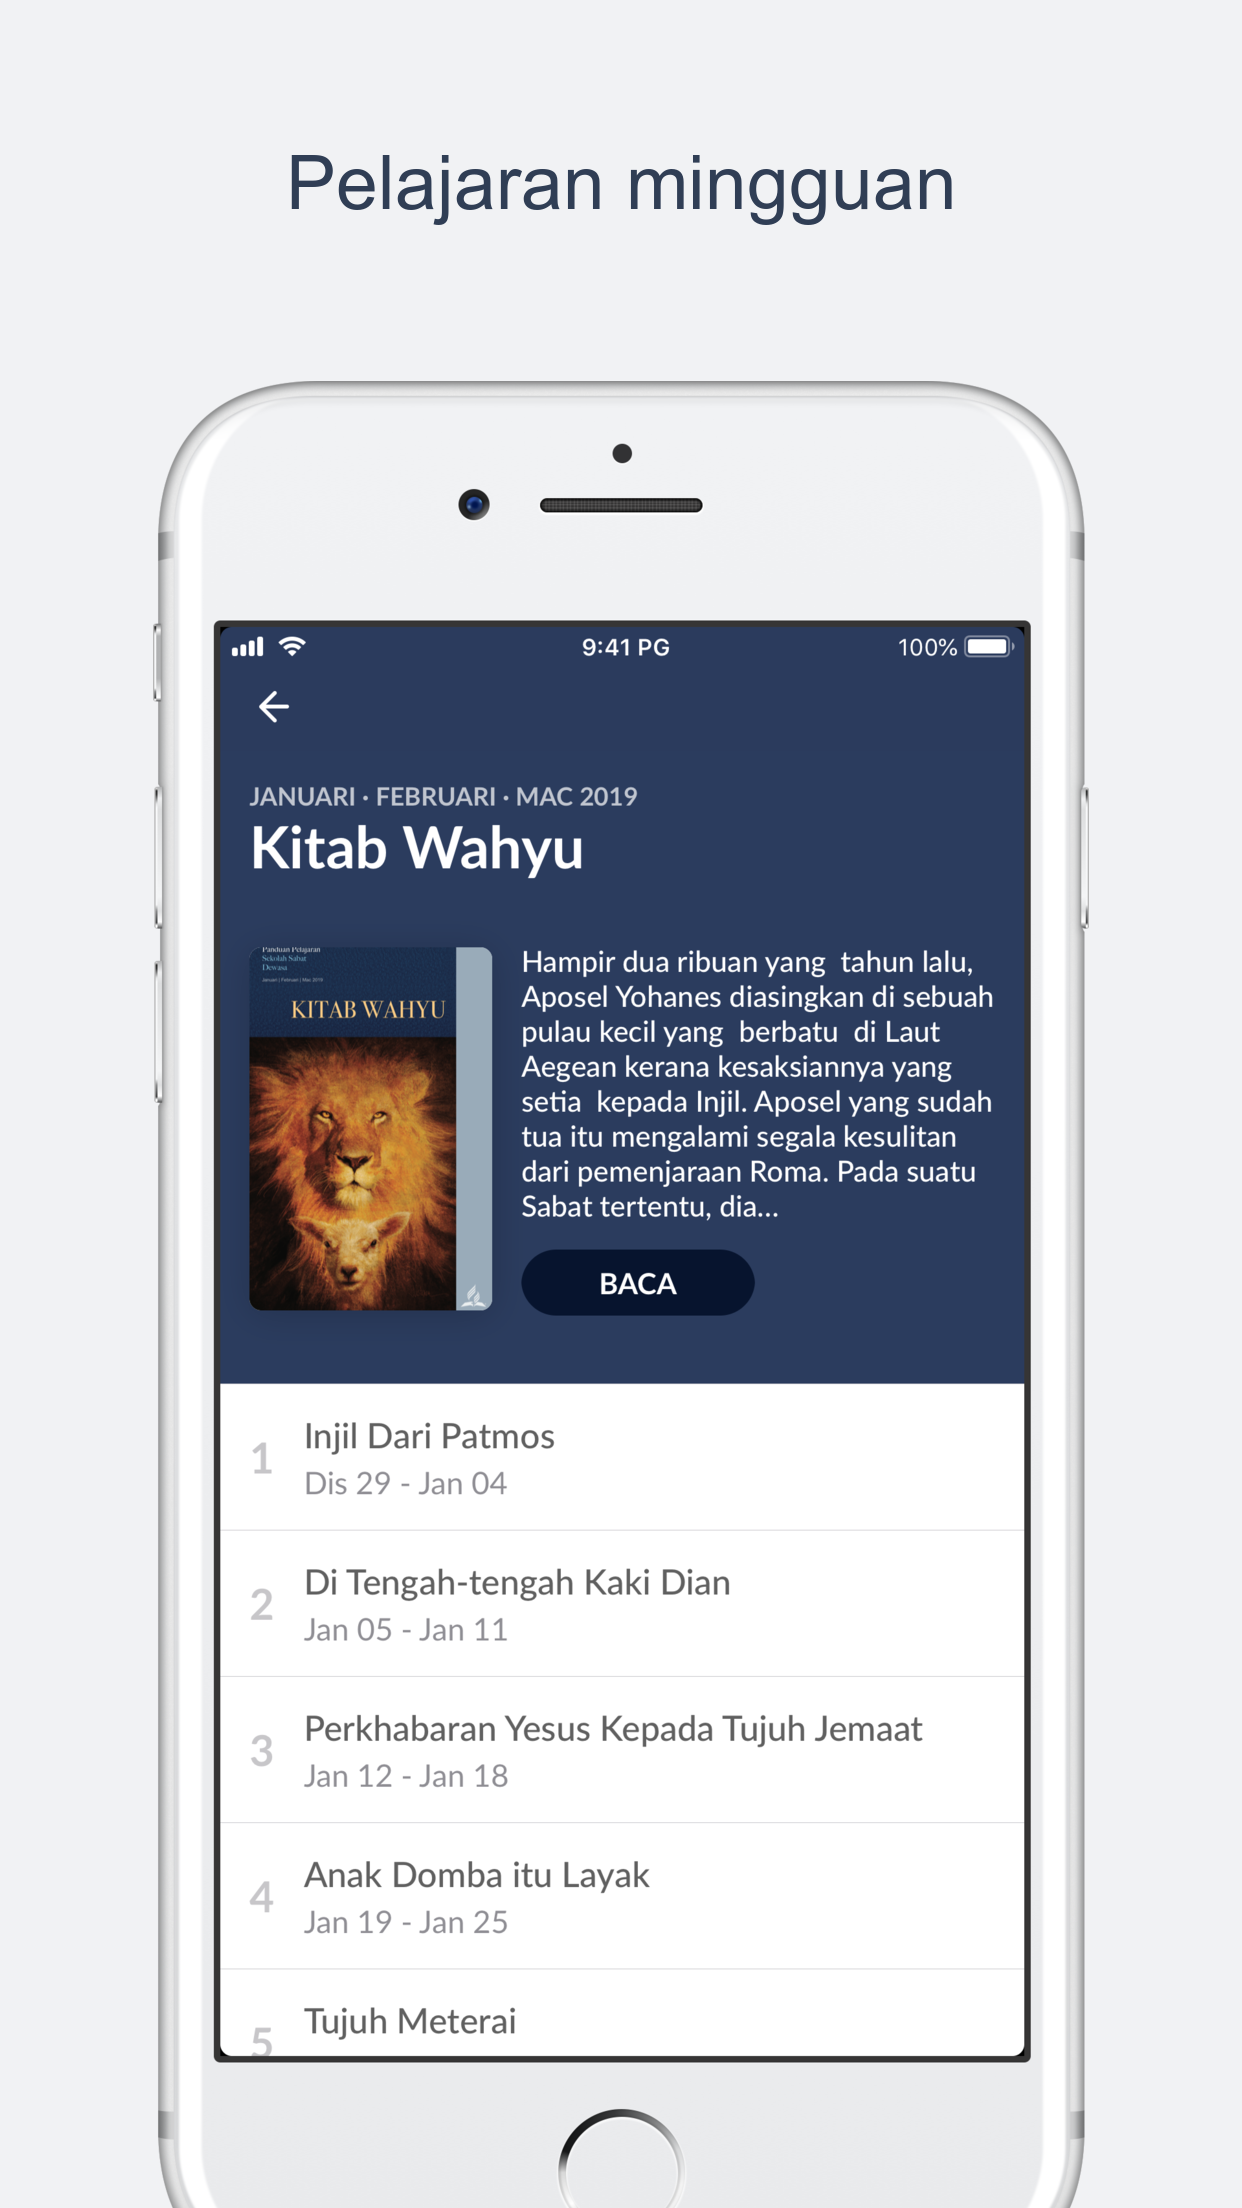 Pelajaran mingguan
9:41 PG
100%
JANUARI · FEBRUARI · MAC 2019
Kitab Wahyu
Panduan Pelajaran
Sekolah Sabat
Dewasa
Januari | Februari | Mac 2019
KITAB WAHYU
Hampir dua ribuan yang  tahun lalu,
Aposel Yohanes diasingkan di sebuah
pulau kecil yang  berbatu  di Laut
Aegean kerana kesaksiannya yang
setia  kepada Injil. Aposel yang sudah
tua itu mengalami segala kesulitan
dari pemenjaraan Roma. Pada suatu
Sabat tertentu, dia...
BACA
1
Injil Dari Patmos
Dis 29 - Jan 04
2
Di Tengah-tengah Kaki Dian
Jan 05 - Jan 11
3
Perkhabaran Yesus Kepada Tujuh Jemaat
Jan 12 - Jan 18
4
Anak Domba itu Layak
Jan 19 - Jan 25
5
Tujuh Meterai